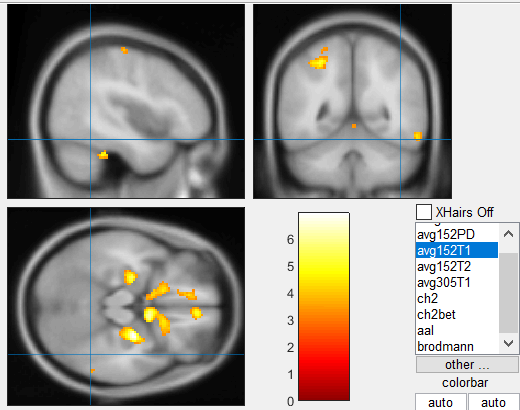 6
5
4
3
2
1
0
XHairs Off
avg152PD
avg152T1
avg152T2
avg305T1
ch2
ch2bet
aal
brodmann
other ...
colorbar
auto auto